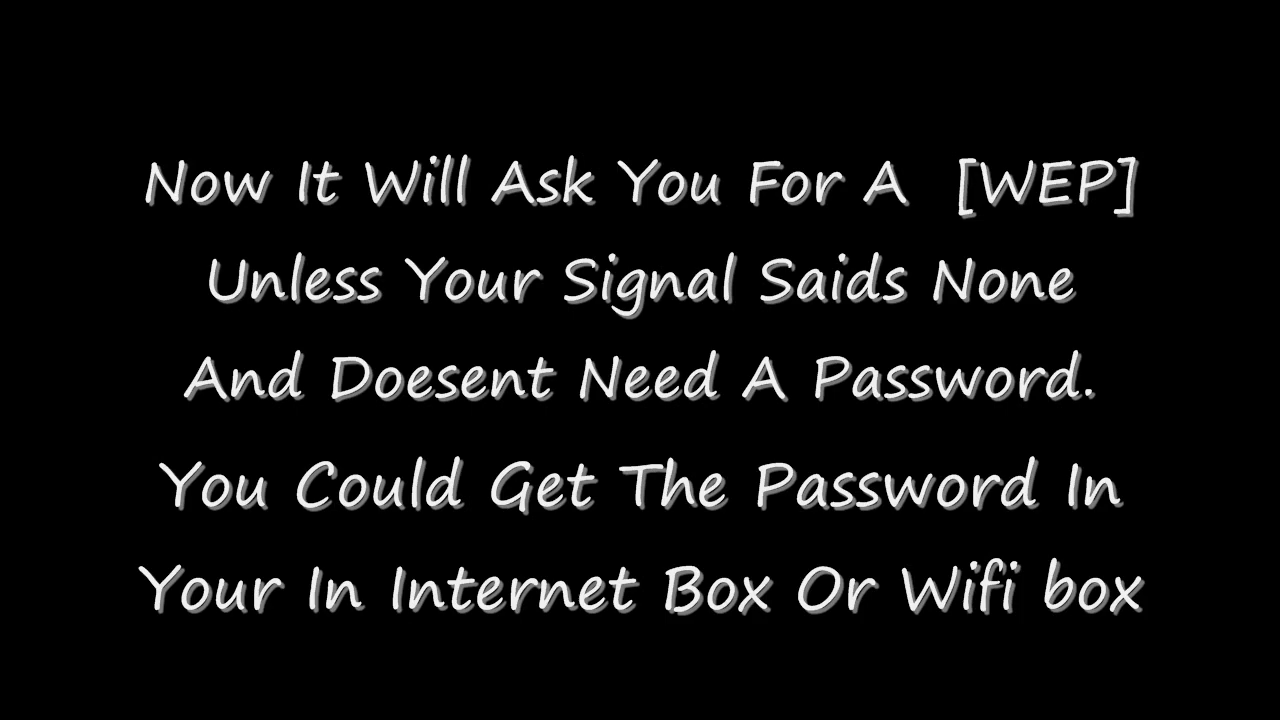 Now It Will Ask You For A [WEP]
Unless Your Signal Saids None
And Doesent Need A Password.
You Could Get The Password In
Your In Internet Box Or Wifi box